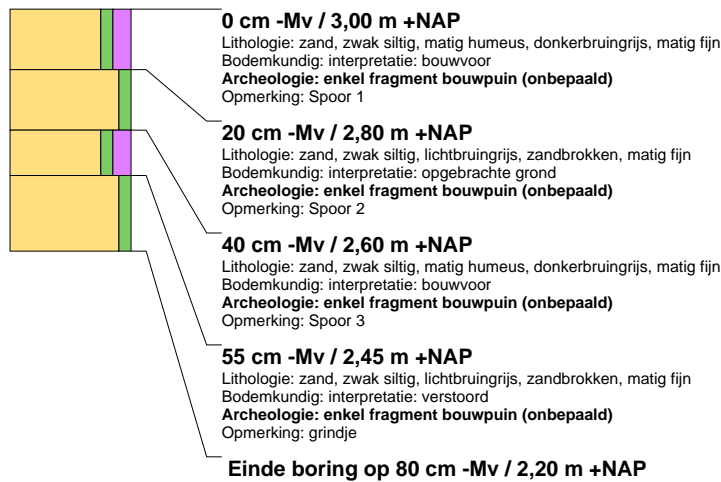 0 cm -Mv / 3,00 m +NAP
Lithologie: zand, zwak siltig, matig humeus, donkerbruingrijs, matig fijn
Bodemkundig: interpretatie: bouwvoor
Archeologie: enkel fragment bouwpuin (onbepaald)
Opmerking: Spoor 1
20 cm -Mv / 2,80 m +NAP
Lithologie: zand, zwak siltig, lichtbruingrijs, zandbrokken, matig fijn
Bodemkundig: interpretatie: opgebrachte grond
Archeologie: enkel fragment bouwpuin (onbepaald)
Opmerking: Spoor 2
40 cm -Mv / 2,60 m +NAP
Lithologie: zand, zwak siltig, matig humeus, donkerbruingrijs, matig fijn
Bodemkundig: interpretatie: bouwvoor
Archeologie: enkel fragment bouwpuin (onbepaald)
Opmerking: Spoor 3
55 cm -Mv / 2,45 m +NAP
Lithologie: zand, zwak siltig, lichtbruingrijs, zandbrokken, matig fijn
Bodemkundig: interpretatie: verstoord
Archeologie: enkel fragment bouwpuin (onbepaald)
Opmerking: grindje
Einde boring op 80 cm -Mv / 2,20 m +NAP